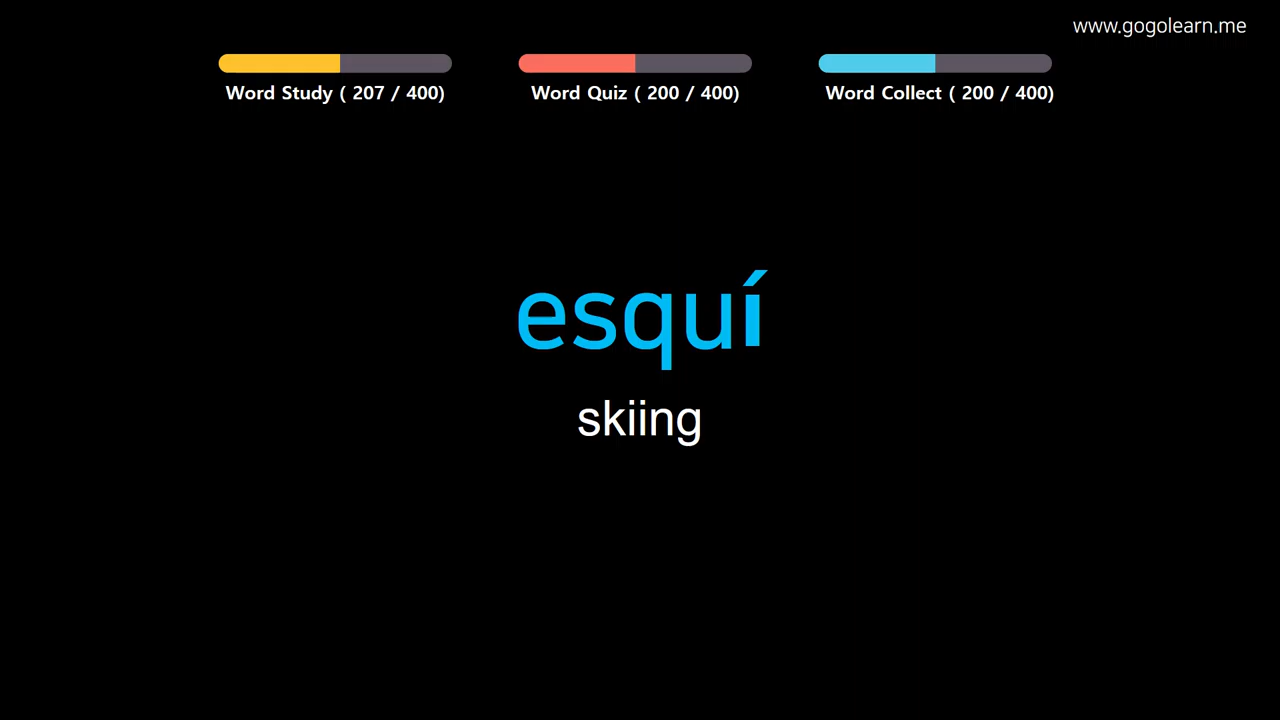 www.gogolearn.me
Word Study ( 207 / 400)
Word Quiz ( 200 / 400)
Word Collect ( 200 / 400)
esquí
skiing